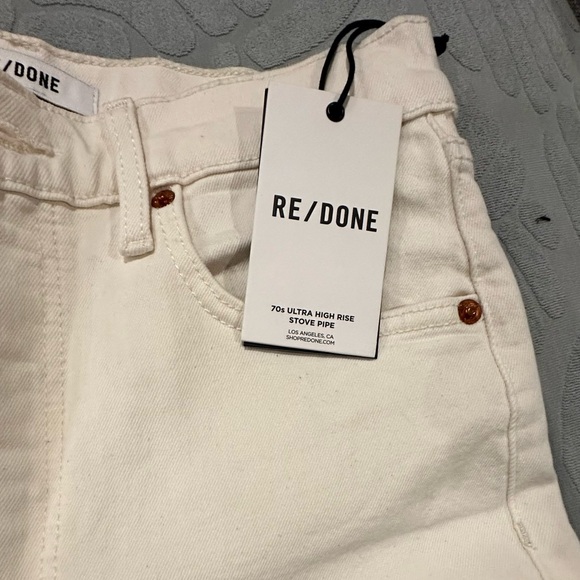 /DONE
RE/DONE
70s ULTRA HIGH RISE
STOVE PIPE
LOS ANGELES, CA
SHOPREDONE.COM